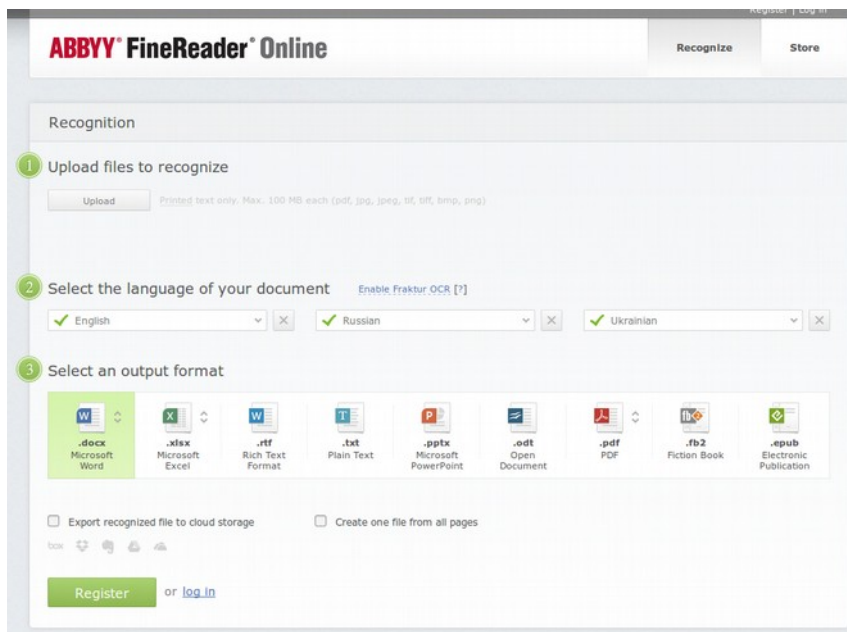 Register | Log in
ABBYY® FineReader® Online
Recognize
Store
Recognition
1 Upload files to recognize
Upload
Printed text only. Max. 100 MB each (pdf, jpg, jpeg, tif, tiff, bmp, png)
2 Select the language of your document Enable Fraktur OCR [?]
English Russian Ukrainian
3 Select an output format
W X W T P fb
.docx .xlsx .rtf .txt .pptx .odt .pdf .fb2 .epub
Microsoft Microsoft Rich Text Plain Text Microsoft Open PDF Fiction Book Electronic
Word Excel Format PowerPoint Document Publication
Export recognized file to cloud storage Create one file from all pages
box
Register or log in